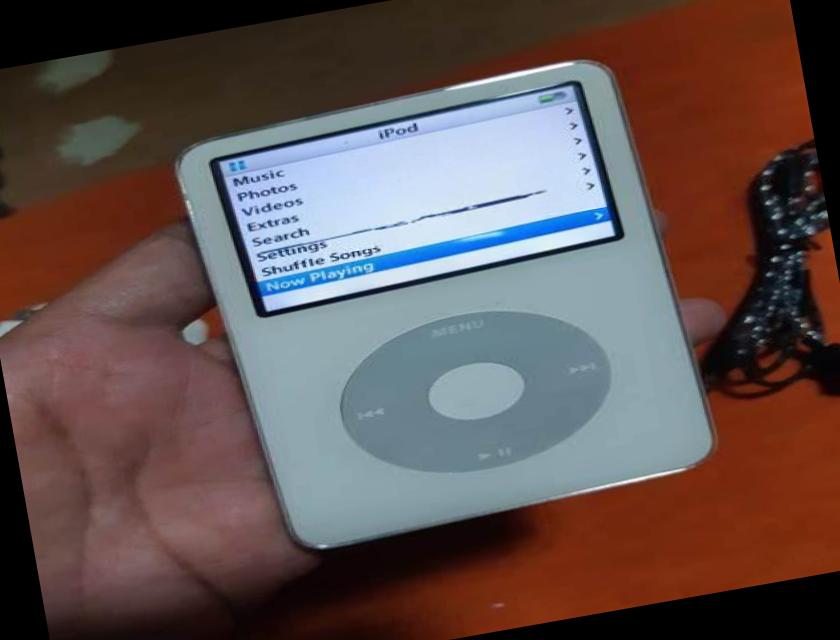 iPod
Music
Photos
Videos
Extras
Search
Settings
Shuffle Songs
Now Playing
MENU